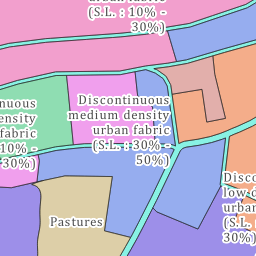 urban fabric
(S.L. : 10% -
30%)
nuous
ensity
fabric
10% -
30%)
Discontinuous
medium density
urban fabric
(S.L. : 30% -
50%)
Disco
low d
urban
(S.L.
30%)
Pastures